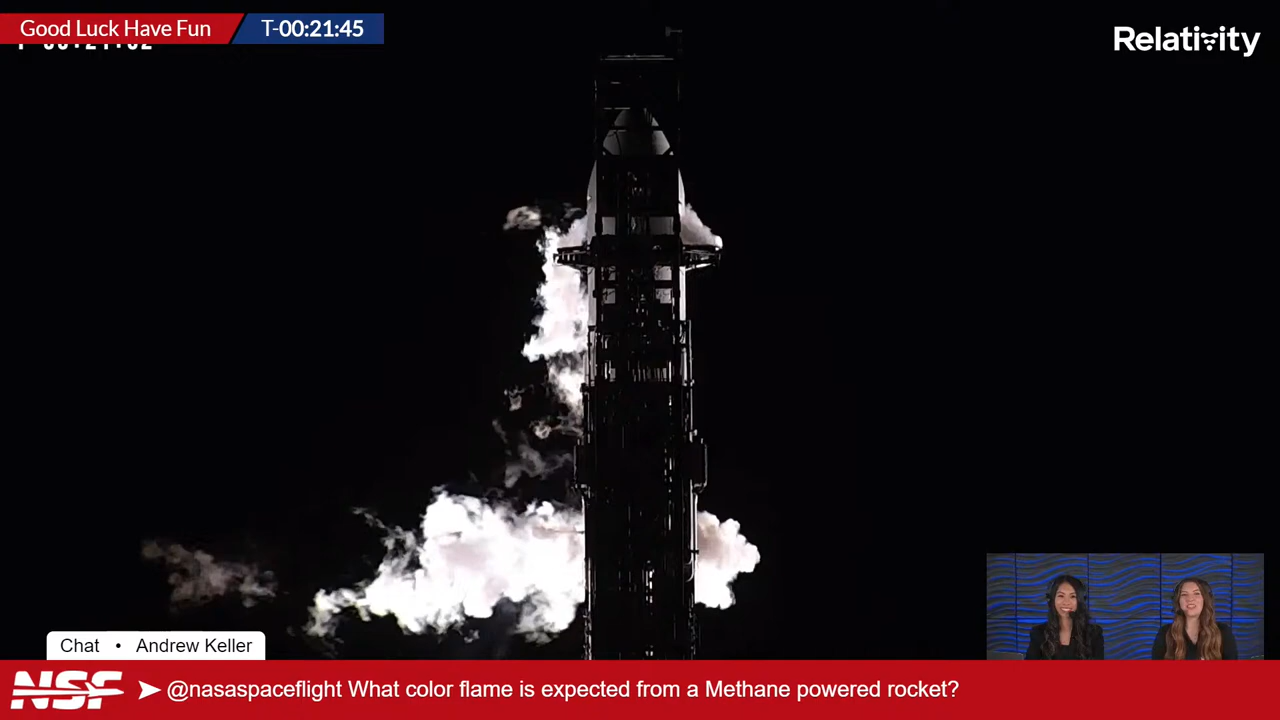 Good Luck Have Fun
T-00:21:45
Relativity
Chat • Andrew Keller
NSF
@nasaspaceflight What color flame is expected from a Methane powered rocket?